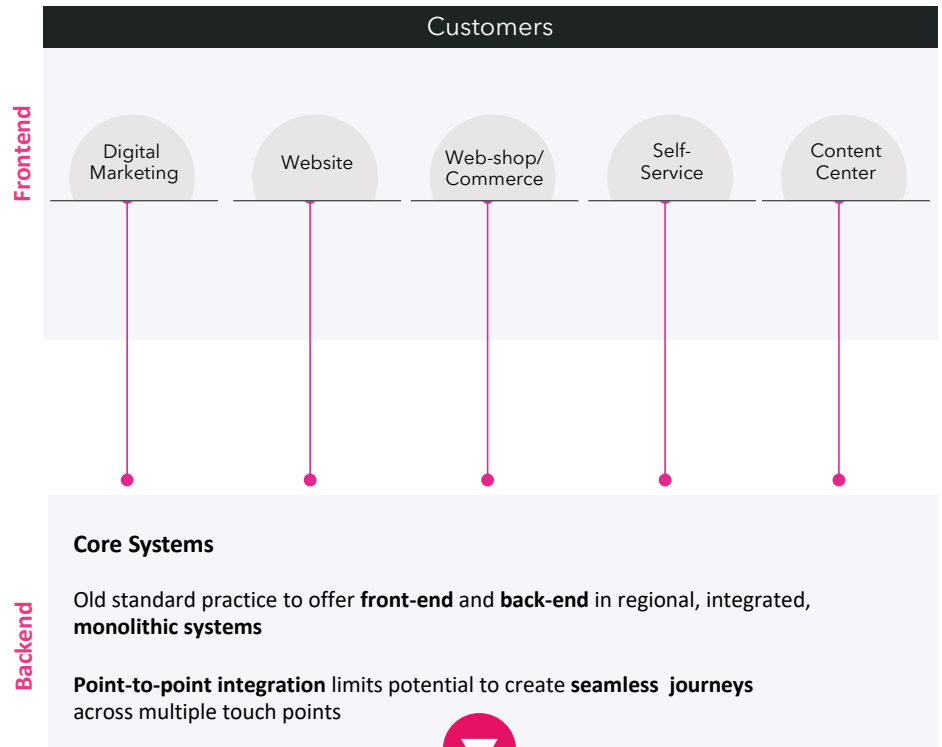 Customers
Frontend
Digital
Marketing
Website
Web-shop/
Commerce
Self-
Service
Content
Center
Backend
Core Systems
Old standard practice to offer front-end and back-end in regional, integrated,
monolithic systems
Point-to-point integration limits potential to create seamless journeys
across multiple touch points